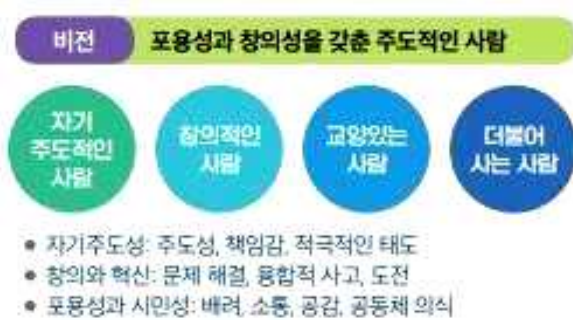 비전 포용성과 창의성을 갖춘 주도적인 사람
자기
주도적인
사람
창의적인
사람
교양있는
사람
더불어
사는 사람
● 자기주도성: 주도성, 책임감, 적극적인 태도
● 창의와 혁신: 문제 해결, 융합적 사고, 도전
● 포용성과 시민성: 배려, 소통, 공감, 공동체 의식